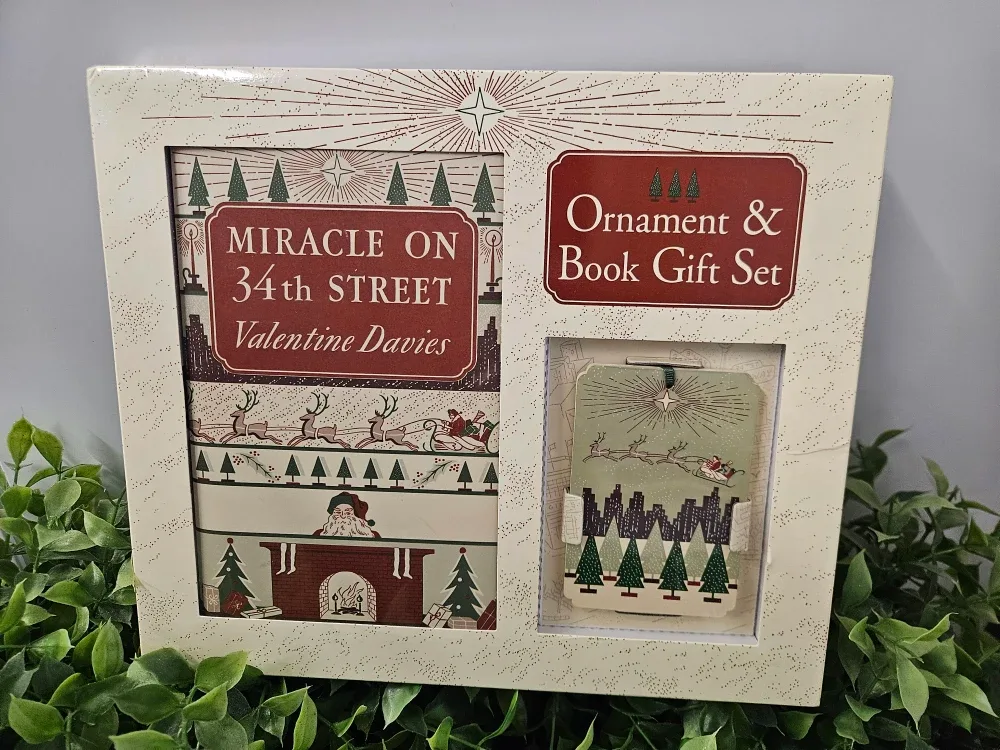 MIRACLE ON
34th STREET
Valentine Davies
Ornament &
Book Gift Set